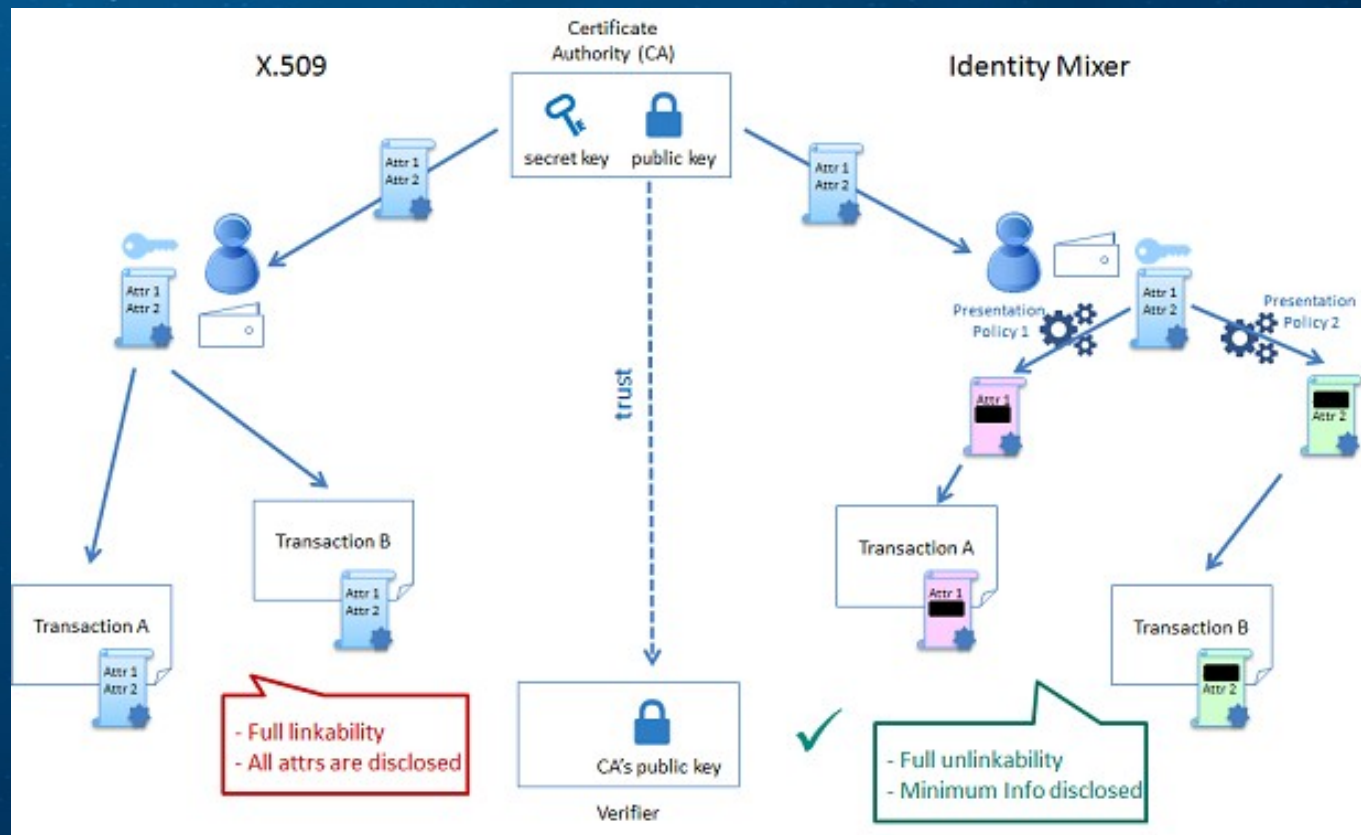 Certificate
Authority (CA)
X.509
Identity Mixer
secret key
public key
Attr 1
Attr 2
Attr 1
Attr 2
Attr 1
Attr 2
Attr 1
Attr 2
Presentation
Policy 1
Presentation
Policy 2
trust
Attr 1
Attr 2
Transaction B
Attr 1
Attr 2
Transaction A
Attr 1
Transaction A
Attr 1
Attr 2
Transaction B
Attr 2
- Full linkability
- All attrs are disclosed
CA's public key
Verifier
- Full unlinkability
- Minimum Info disclosed